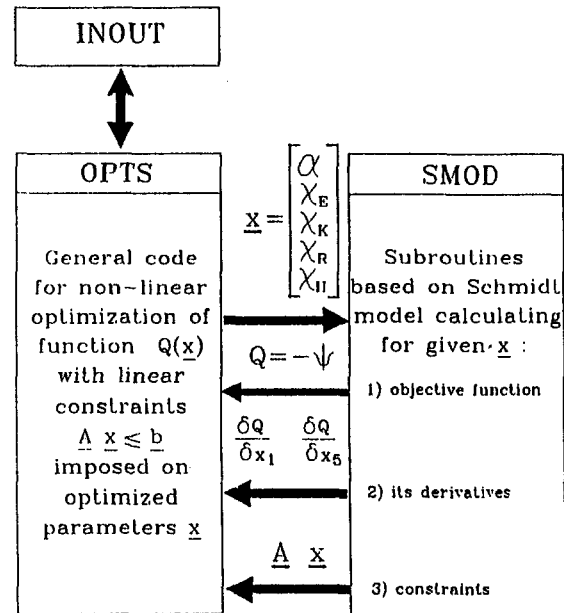 INOUT
OPTS
General code
for non-linear
optimization of
function Q(x)
with linear
constraints
A x ≤ b
imposed on
optimized
parameters x
x = [α
χE
χK
χR
χH]
Q = -ψ
δQ/δx1 δQ/δx5
A x
SMOD
Subroutines
based on Schmidt
model calculating
for given x :
1) objective function
2) its derivatives
3) constraints